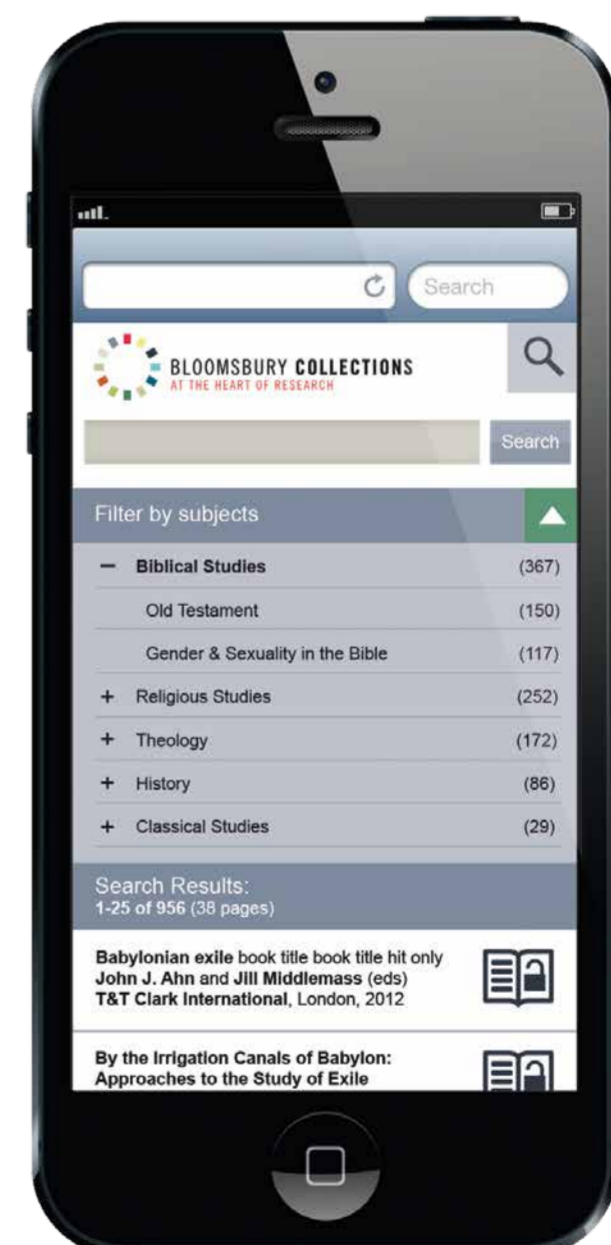 Search
BLOOMSBURY COLLECTIONS
AT THE HEART OF RESEARCH
Search
Filter by subjects
− Biblical Studies (367)
Old Testament (150)
Gender & Sexuality in the Bible (117)
+ Religious Studies (252)
+ Theology (172)
+ History (86)
+ Classical Studies (29)
Search Results:
1-25 of 956 (38 pages)
Babylonian exile book title book title hit only
John J. Ahn and Jill Middlemass (eds)
T&T Clark International, London, 2012
By the Irrigation Canals of Babylon:
Approaches to the Study of Exile